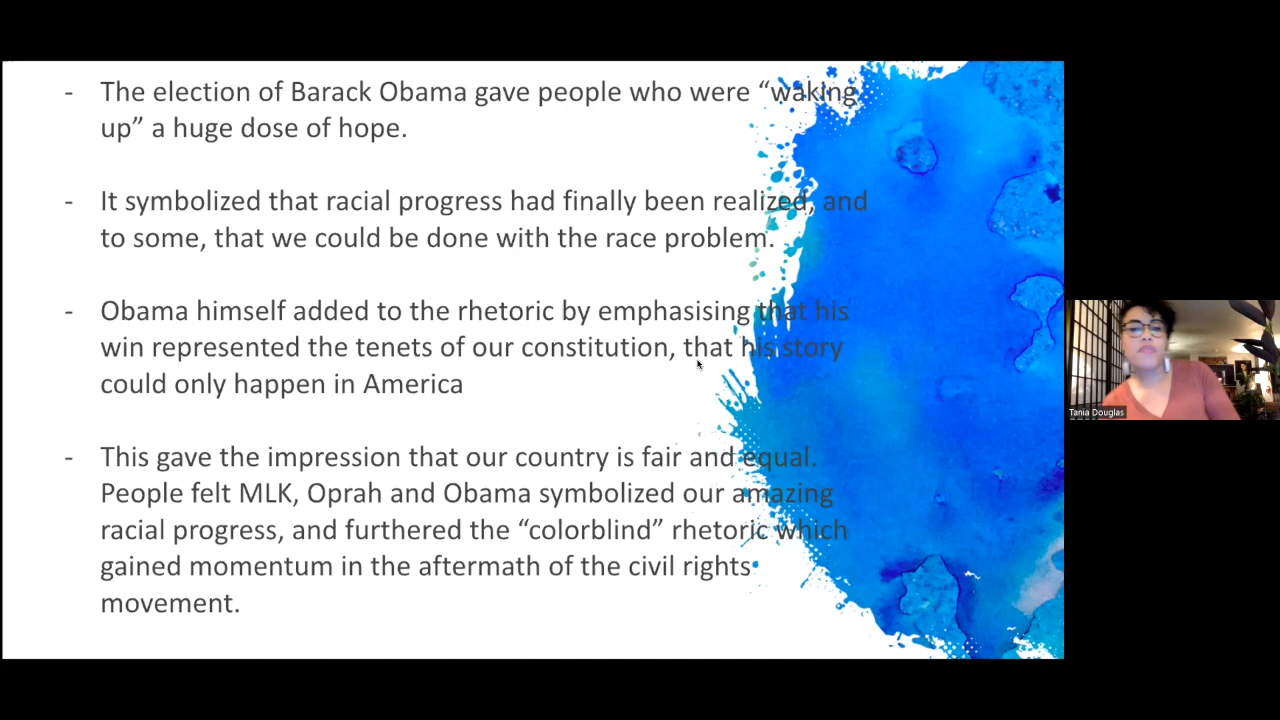 - The election of Barack Obama gave people who were “waking
up” a huge dose of hope.
- It symbolized that racial progress had finally been realized, and
to some, that we could be done with the race problem.
- Obama himself added to the rhetoric by emphasising that his
win represented the tenets of our constitution, that his story
could only happen in America
- This gave the impression that our country is fair and equal.
People felt MLK, Oprah and Obama symbolized our amazing
racial progress, and furthered the “colorblind” rhetoric which
gained momentum in the aftermath of the civil rights
movement.
Tania Douglas